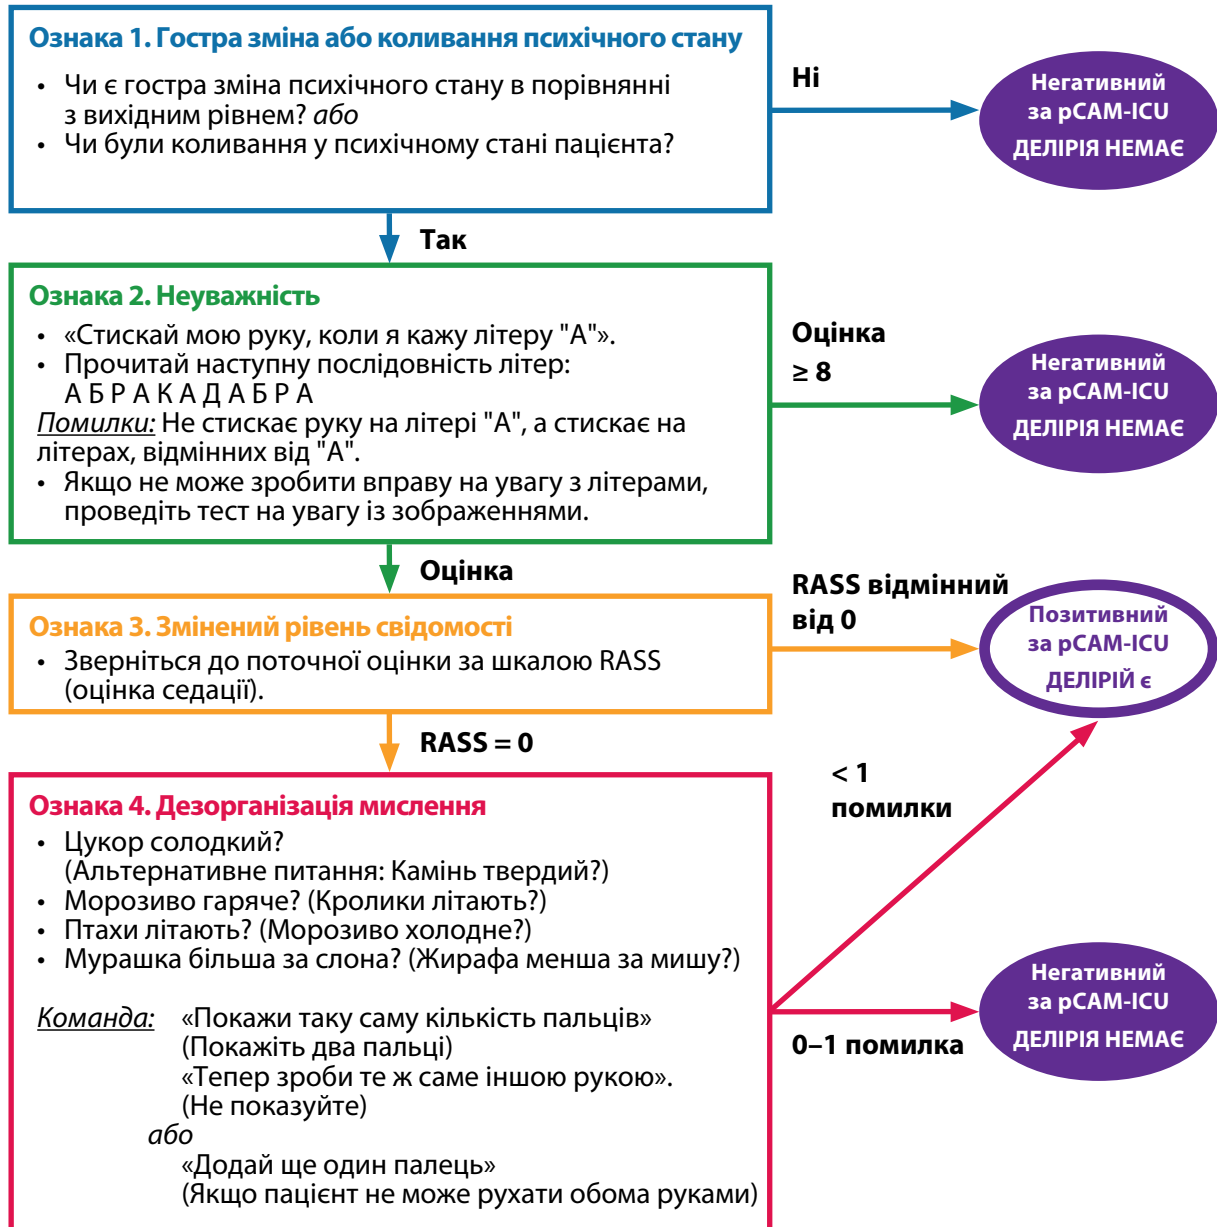 Ознака 1. Гостра зміна або коливання психічного стану
• Чи є гостра зміна психічного стану в порівнянні
з вихідним рівнем? або
• Чи були коливання у психічному стані пацієнта?
Ні
Негативний
за pCAM-ICU
ДЕЛІРІЯ НЕМАЄ
Так
Ознака 2. Неуважність
• «Стискай мою руку, коли я кажу літеру "А"».
• Прочитай наступну послідовність літер:
А Б Р А К А Д А Б Р А
Помилки: Не стискає руку на літері "А", а стискає на
літерах, відмінних від "А".
• Якщо не може зробити вправу на увагу з літерами,
проведіть тест на увагу із зображеннями.
Оцінка
≥ 8
Негативний
за pCAM-ICU
ДЕЛІРІЯ НЕМАЄ
Оцінка
Ознака 3. Змінений рівень свідомості
• Зверніться до поточної оцінки за шкалою RASS
(оцінка седації).
RASS відмінний
від 0
Позитивний
за pCAM-ICU
ДЕЛІРІЙ є
RASS = 0
Ознака 4. Дезорганізація мислення
• Цукор солодкий?
(Альтернативне питання: Камінь твердий?)
• Морозиво гаряче? (Кролики літають?)
• Птахи літають? (Морозиво холодне?)
• Мурашка більша за слона? (Жирафа менша за мишу?)
Команда: «Покажи таку саму кількість пальців»
(Покажіть два пальці)
«Тепер зроби те ж саме іншою рукою».
(Не показуйте)
або
«Додай ще один палець»
(Якщо пацієнт не може рухати обома руками)
< 1
помилки
0–1 помилка
Негативний
за pCAM-ICU
ДЕЛІРІЯ НЕМАЄ